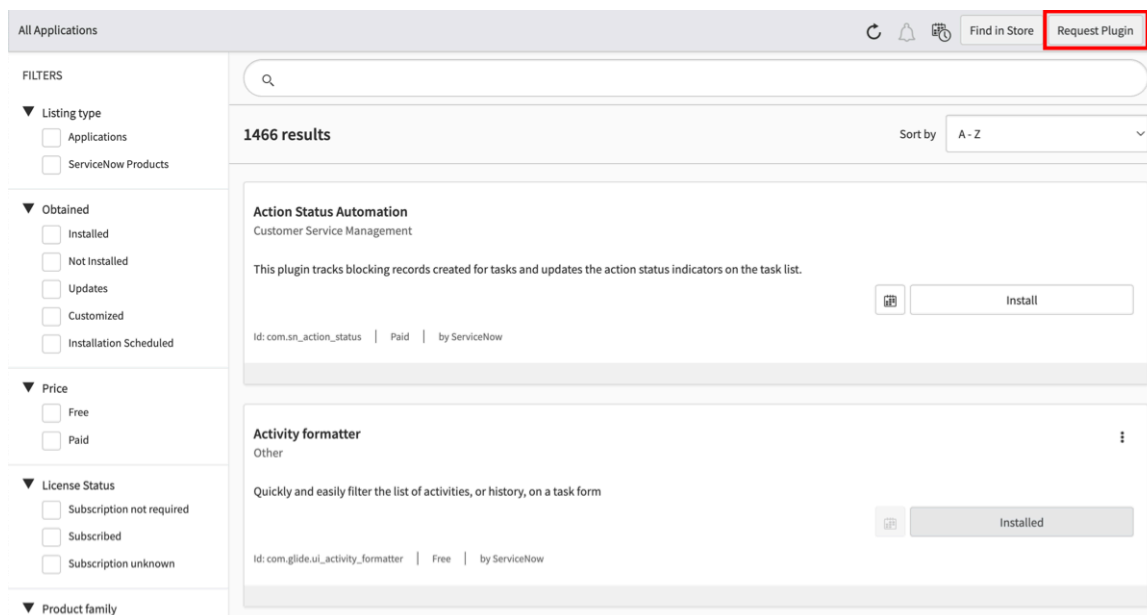 All Applications
Find in Store
Request Plugin
FILTERS
Listing type
Applications
ServiceNow Products
Obtained
Installed
Not Installed
Updates
Customized
Installation Scheduled
Price
Free
Paid
License Status
Subscription not required
Subscribed
Subscription unknown
Product family
1466 results
Sort by
A - Z
Action Status Automation
Customer Service Management
This plugin tracks blocking records created for tasks and updates the action status indicators on the task list.
Install
Id: com.sn_action_status | Paid | by ServiceNow
Activity formatter
Other
Quickly and easily filter the list of activities, or history, on a task form
Installed
Id: com.glide.ui_activity_formatter | Free | by ServiceNow